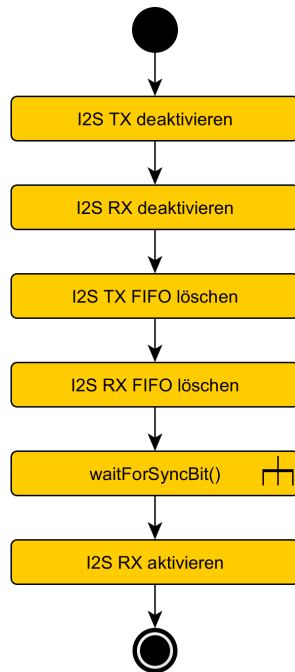 I2S TX deaktivieren
I2S RX deaktivieren
I2S TX FIFO löschen
I2S RX FIFO löschen
waitForSyncBit()
I2S RX aktivieren